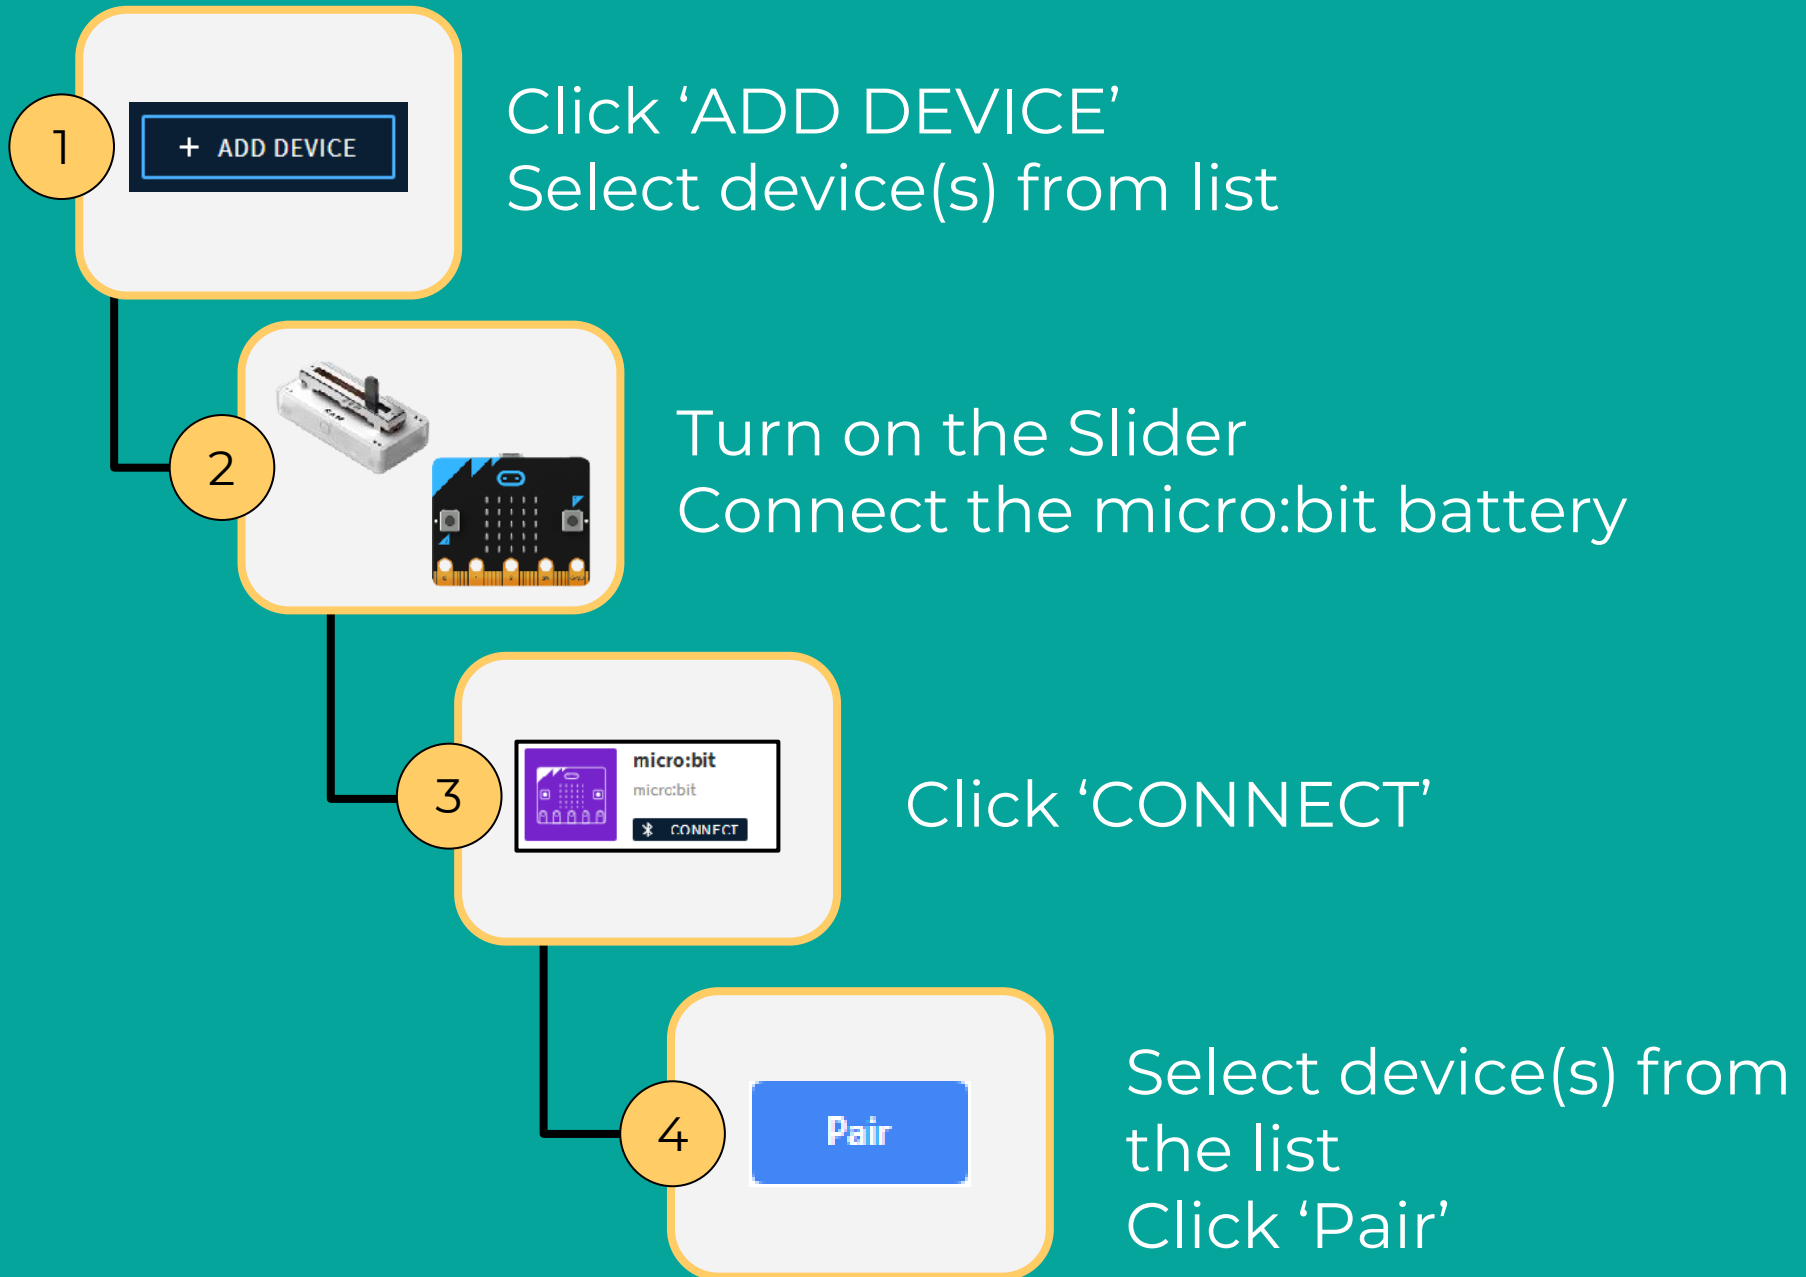 1
+ ADD DEVICE
Click ‘ADD DEVICE’
Select device(s) from list
2
SAM
Turn on the Slider
Connect the micro:bit battery
3
micro:bit
micro:bit
CONNECT
Click ‘CONNECT’
4
Pair
Select device(s) from
the list
Click ‘Pair’